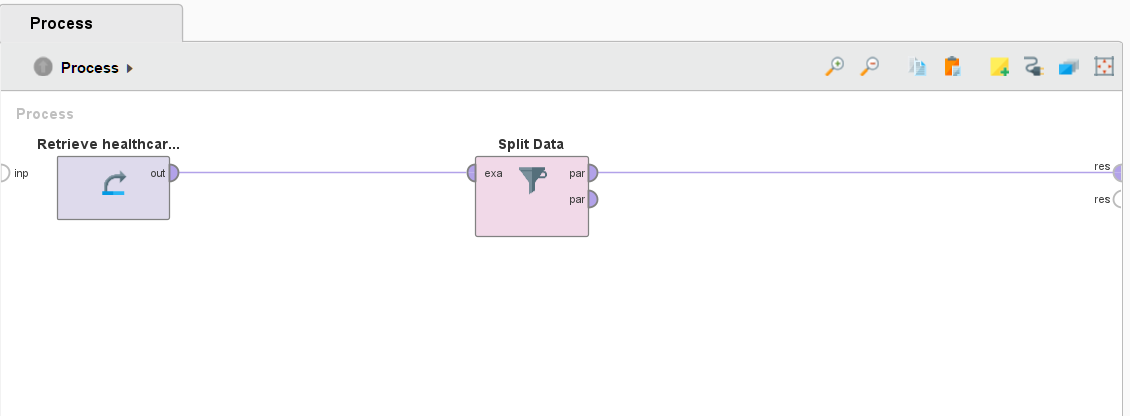 Process
Process
Process
Retrieve healthcar...
Split Data
inp
out
exa
par
res
par
res